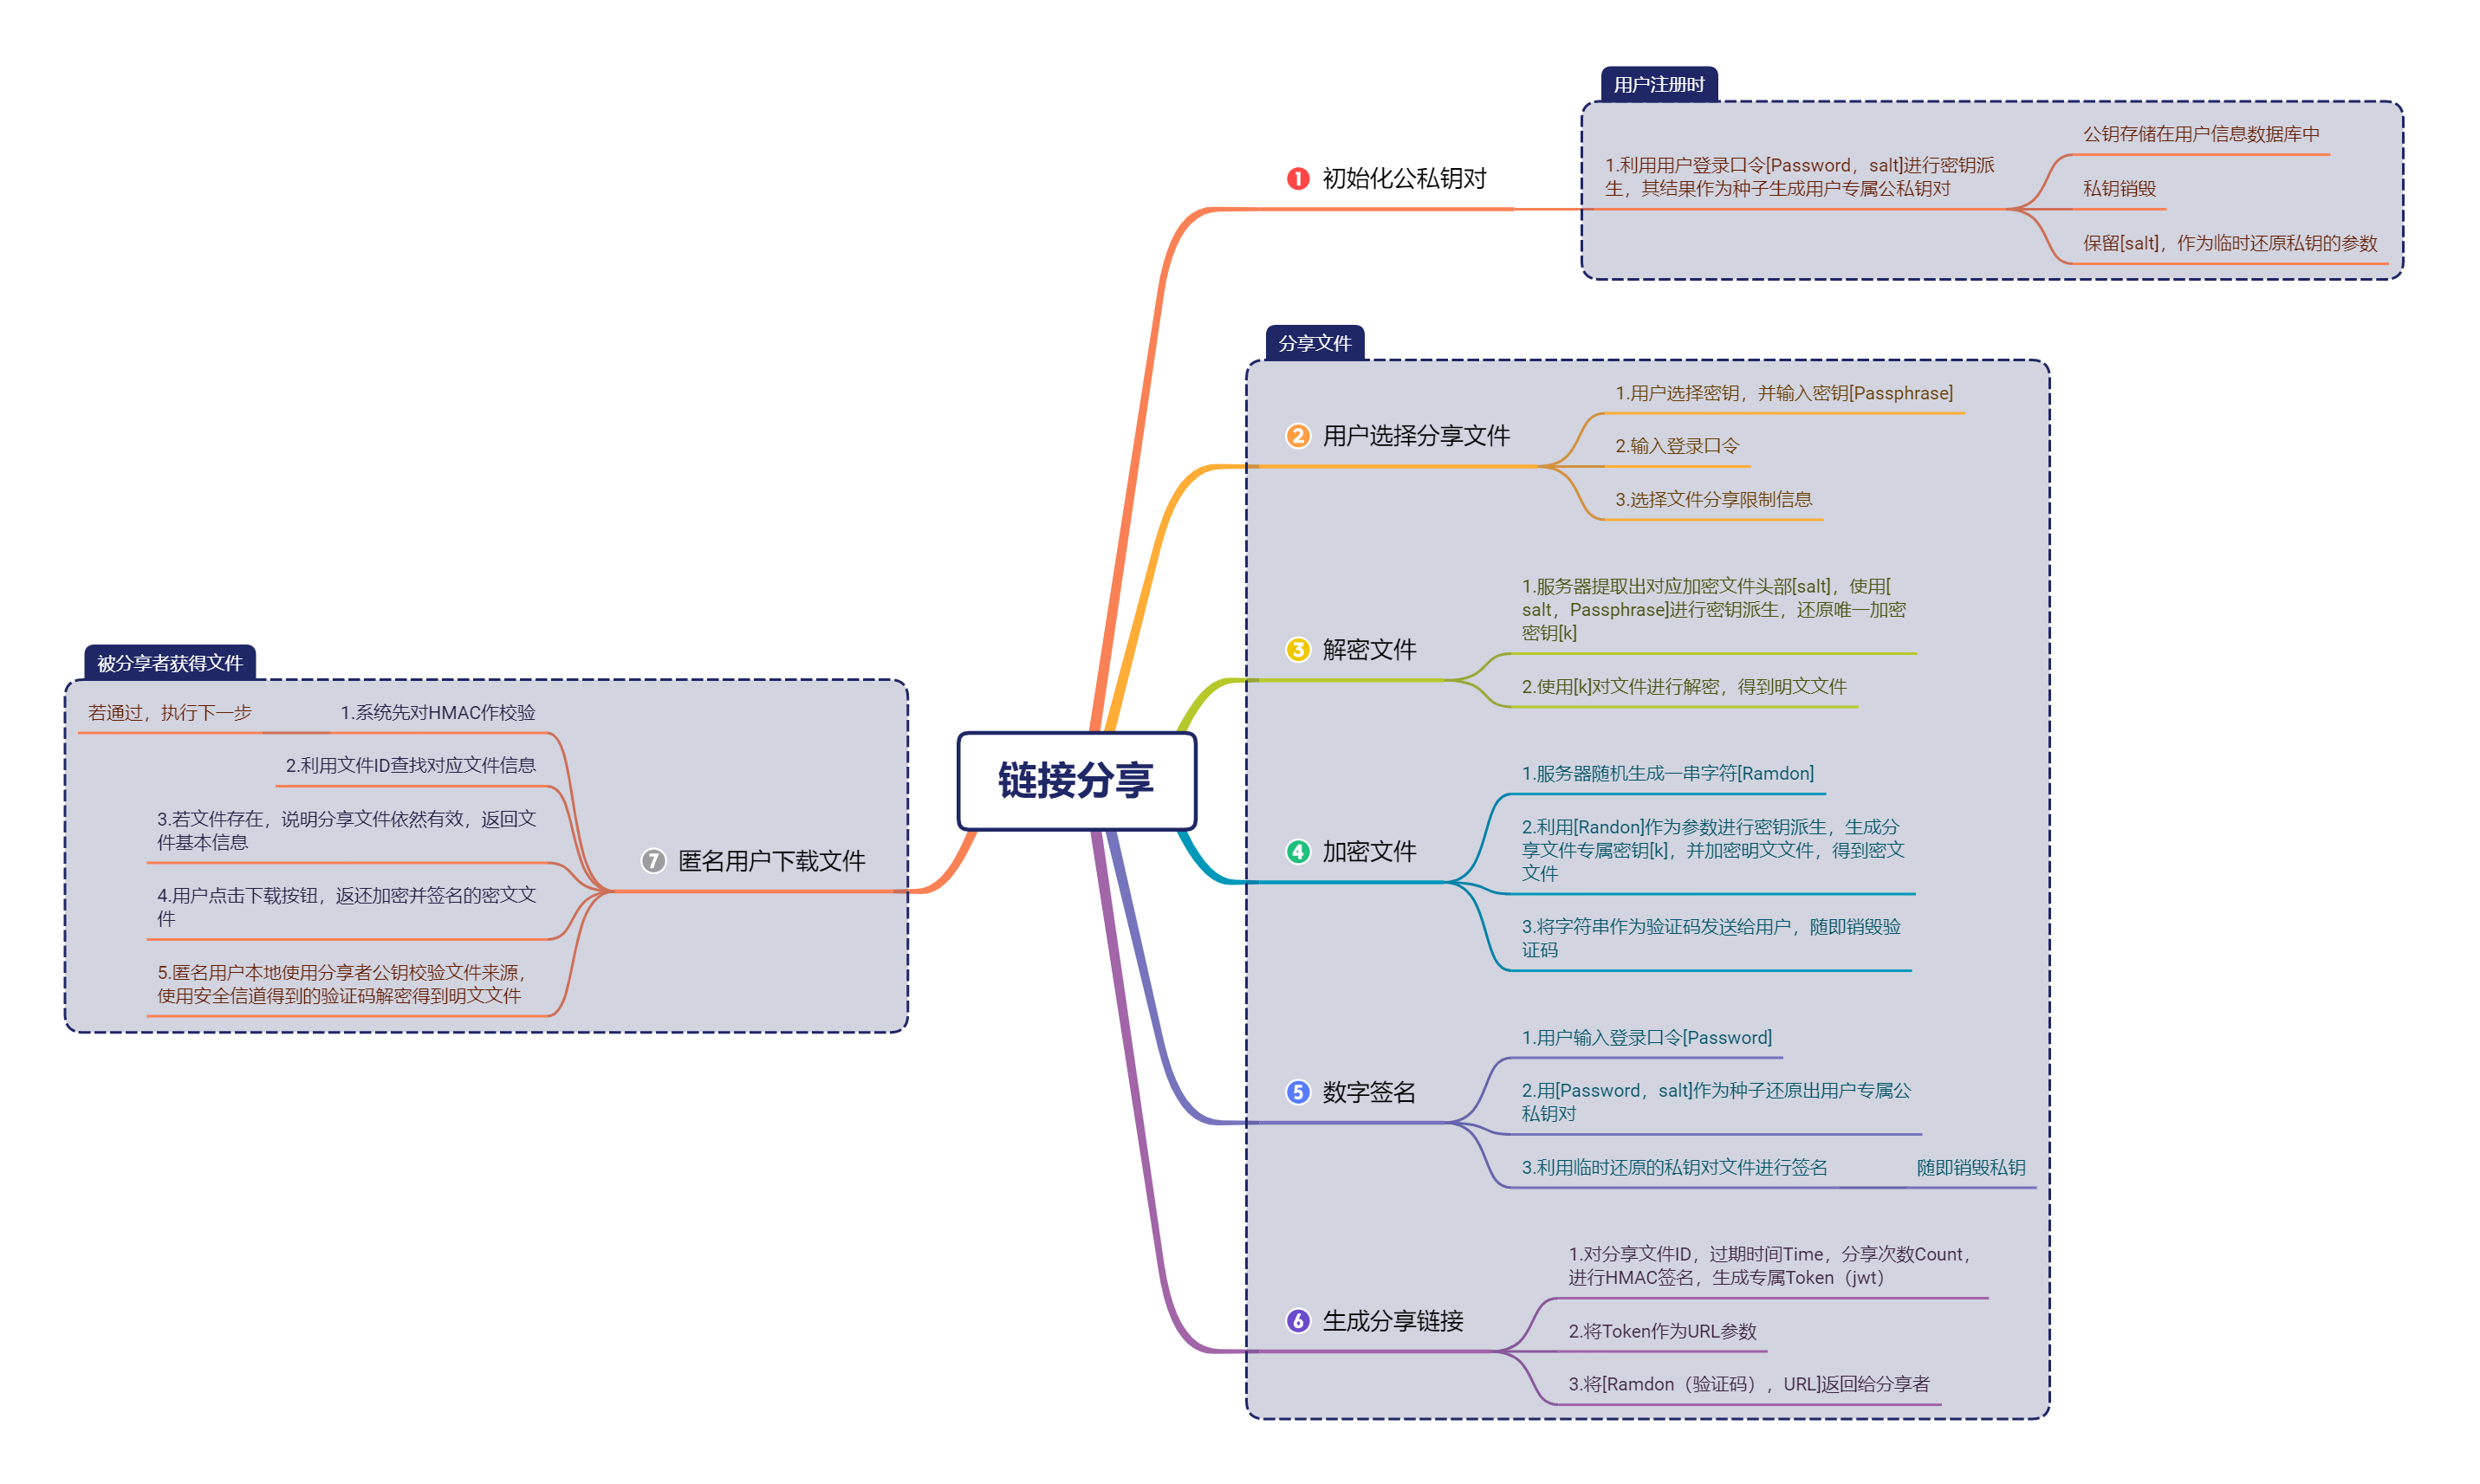 链接分享
用户注册时
1 初始化公私钥对
1.利用用户登录口令[Password，salt]进行密钥派
生，其结果作为种子生成用户专属公私钥对
公钥存储在用户信息数据库中
私钥销毁
保留[salt]，作为临时还原私钥的参数
分享文件
2 用户选择分享文件
1.用户选择密钥，并输入密钥[Passphrase]
2.输入登录口令
3.选择文件分享限制信息
3 解密文件
1.服务器提取出对应加密文件头部[salt]，使用[
salt，Passphrase]进行密钥派生，还原唯一加密
密钥[k]
2.使用[k]对文件进行解密，得到明文文件
4 加密文件
1.服务器随机生成一串字符[Ramdon]
2.利用[Randon]作为参数进行密钥派生，生成分
享文件专属密钥[k]，并加密明文文件，得到密文
文件
3.将字符串作为验证码发送给用户，随即销毁验
证码
5 数字签名
1.用户输入登录口令[Password]
2.用[Password，salt]作为种子还原出用户专属公
私钥对
3.利用临时还原的私钥对文件进行签名
随即销毁私钥
6 生成分享链接
1.对分享文件ID，过期时间Time，分享次数Count，
进行HMAC签名，生成专属Token（jwt）
2.将Token作为URL参数
3.将[Ramdon（验证码），URL]返回给分享者
被分享者获得文件
7 匿名用户下载文件
1.系统先对HMAC作校验
若通过，执行下一步
2.利用文件ID查找对应文件信息
3.若文件存在，说明分享文件依然有效，返回文
件基本信息
4.用户点击下载按钮，返还加密并签名的密文文
件
5.匿名用户本地使用分享者公钥校验文件来源，
使用安全信道得到的验证码解密得到明文文件